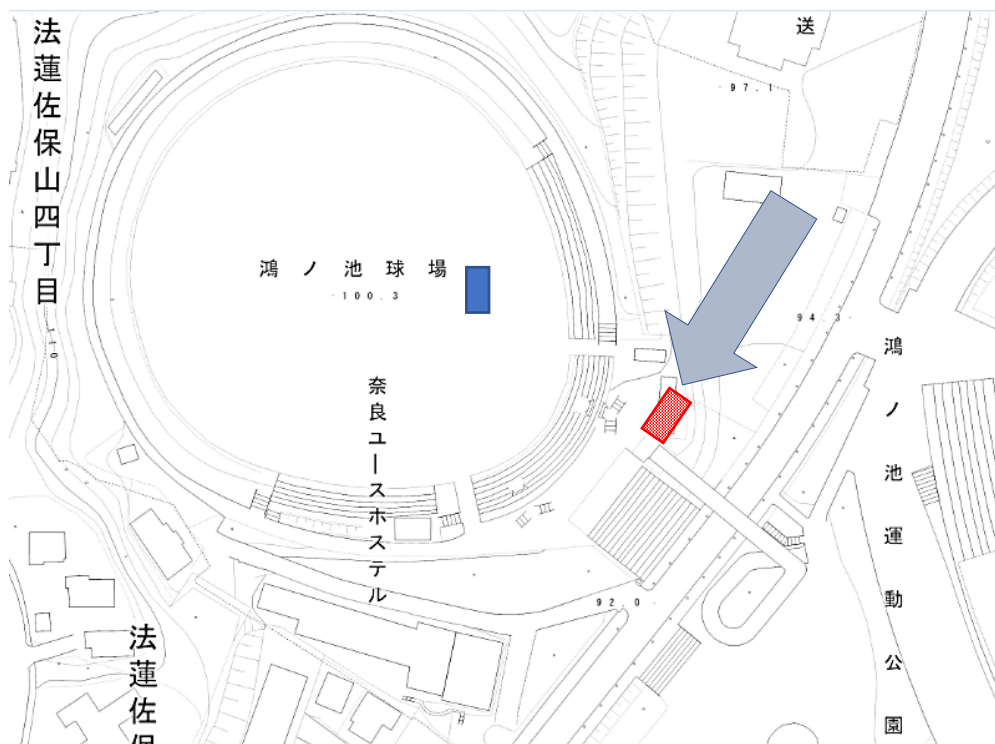 法蓮佐保山四丁目
送
97.1
鴻ノ池球場
100.3
94.3
110
奈良ユースホステル
鴻ノ池運動公園
92.0
法蓮佐保